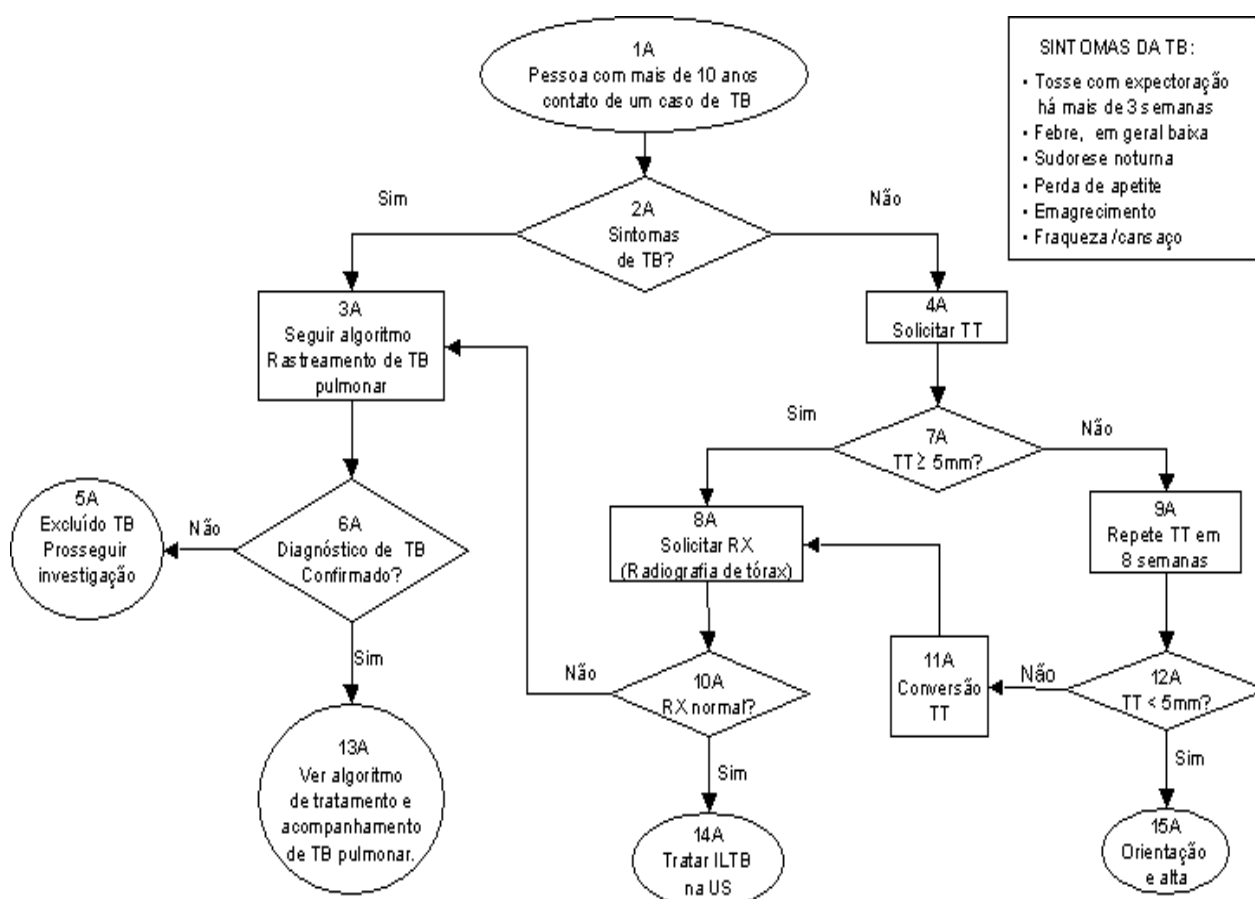 1A
Pessoa com mais de 10 anos
contato de um caso de TB
SINTOMAS DA TB:
• Tosse com expectoração
há mais de 3 semanas
• Febre, em geral baixa
• Sudorese noturna
• Perda de apetite
• Emagrecimento
• Fraqueza/cansaço
Sim
2A
Sintomas
de TB?
Não
3A
Seguir algoritmo
Rastreamento de TB
pulmonar
4A
Solicitar TT
Sim
7A
TT ≥ 5mm?
Não
5A
Excluído TB
Prosseguir
investigação
Não
6A
Diagnóstico de TB
Confirmado?
8A
Solicitar RX
(Radiografia de tórax)
9A
Repete TT em
8 semanas
Sim
Não
10A
RX normal?
11A
Conversão
TT
Não
12A
TT < 5mm?
13A
Ver algoritmo
de tratamento e
acompanhamento
de TB pulmonar.
Sim
14A
Tratar ILTB
na US
Sim
15A
Orientação
e alta